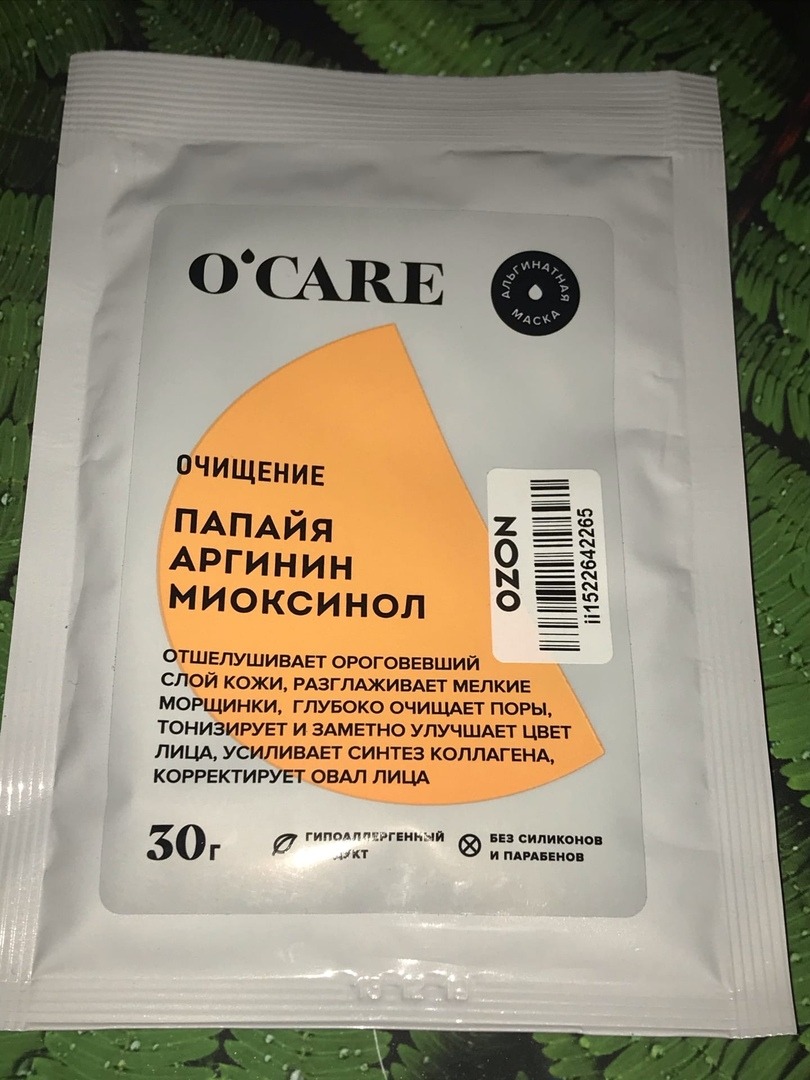 O'CARE
АЛЬГИНАТНАЯ
МАСКА
ОЧИЩЕНИЕ
ПАПАЙЯ
АРГИНИН
МИОКСИНОЛ
OZON
ii1522642265
ОТШЕЛУШИВАЕТ ОРОГОВЕВШИЙ
СЛОЙ КОЖИ, РАЗГЛАЖИВАЕТ МЕЛКИЕ
МОРЩИНКИ, ГЛУБОКО ОЧИЩАЕТ ПОРЫ,
ТОНИЗИРУЕТ И ЗАМЕТНО УЛУЧШАЕТ ЦВЕТ
ЛИЦА, УСИЛИВАЕТ СИНТЕЗ КОЛЛАГЕНА,
КОРРЕКТИРУЕТ ОВАЛ ЛИЦА
30г
ГИПОАЛЛЕРГЕННЫЙ
БЕЗ СИЛИКОНОВ
И ПАРАБЕНОВ